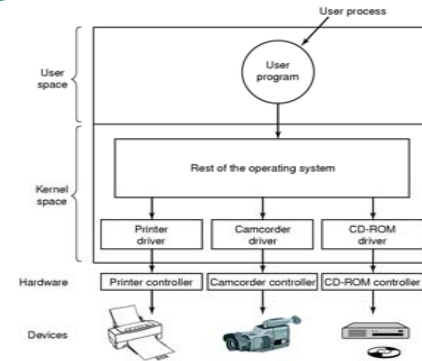 User process
User
space
User
program
Rest of the operating system
Kernel
space
Printer
driver
Camcorder
driver
CD-ROM
driver
Hardware
Printer controller
Camcorder controller
CD-ROM controller
Devices